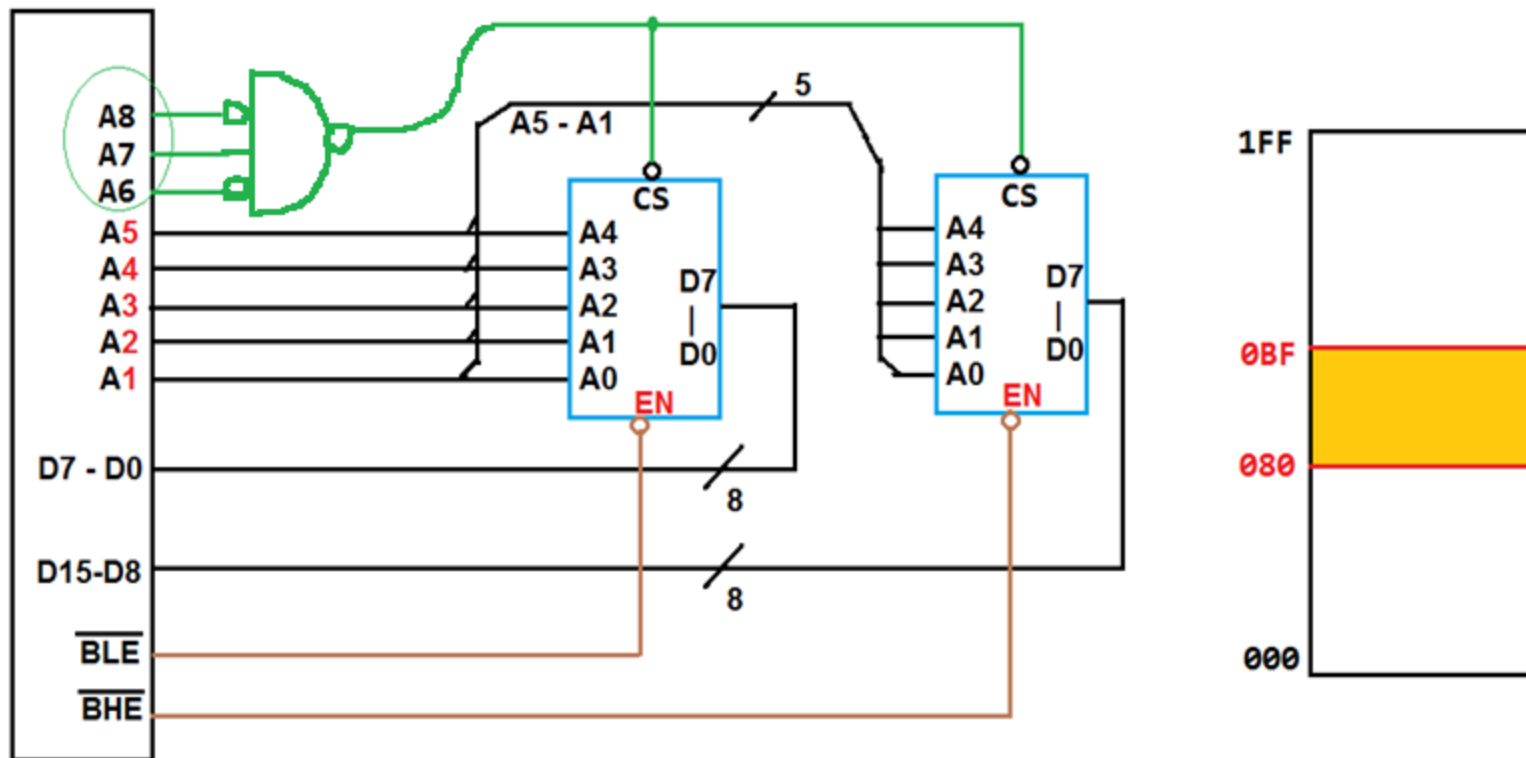 A8
A7
A6
A5
A4
A3
A2
A1
D7 - D0
D15-D8
BLE
BHE
A5 - A1
5
CS
A4
A3
A2
A1
A0
D7
|
D0
EN
8
8
CS
A4
A3
A2
A1
A0
D7
|
D0
EN
1FF
0BF
080
000